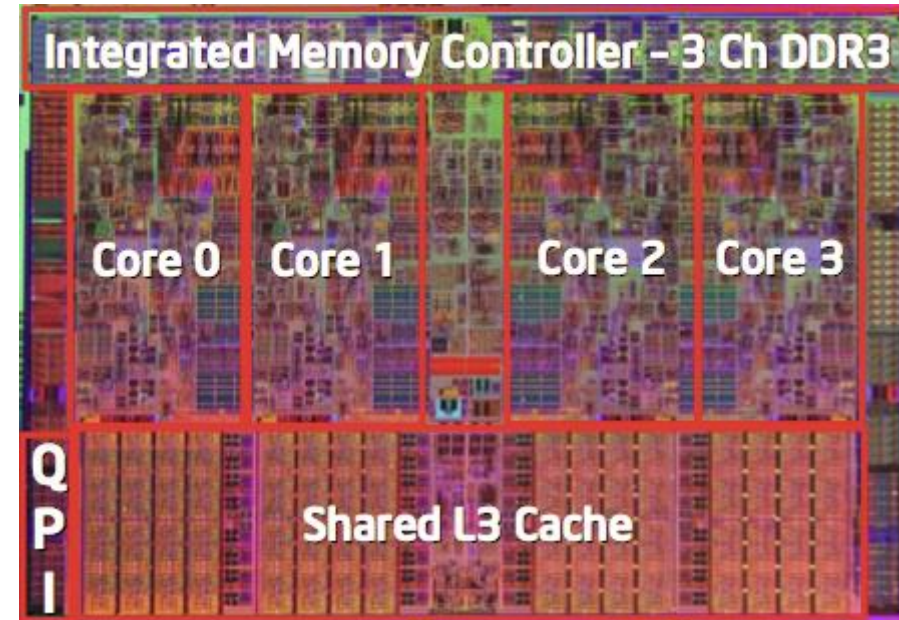 Integrated Memory Controller - 3 Ch DDR3
Core 0
Core 1
Core 2
Core 3
Q
P
I
Shared L3 Cache